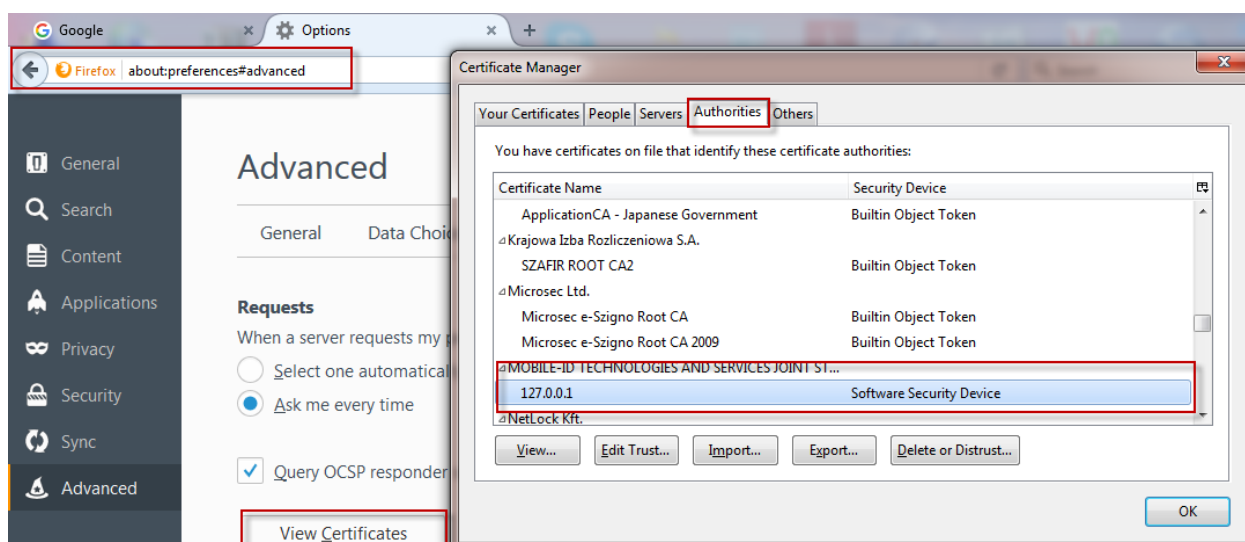 Google
Options
Firefox about:preferences#advanced
General
Search
Content
Applications
Privacy
Security
Sync
Advanced
Advanced
General Data Choi
Requests
When a server requests my
Select one automatical
Ask me every time
Query OCSP responder
View Certificates
Certificate Manager
Your Certificates People Servers Authorities Others
You have certificates on file that identify these certificate authorities:
Certificate Name Security Device
ApplicationCA - Japanese Government Builtin Object Token
Krajowa Izba Rozliczeniowa S.A.
SZAFIR ROOT CA2 Builtin Object Token
Microsec Ltd.
Microsec e-Szigno Root CA Builtin Object Token
Microsec e-Szigno Root CA 2009 Builtin Object Token
MOBILE-ID TECHNOLOGIES AND SERVICES JOINT ST...
127.0.0.1 Software Security Device
NetLock Kft.
View... Edit Trust... Import... Export... Delete or Distrust...
OK